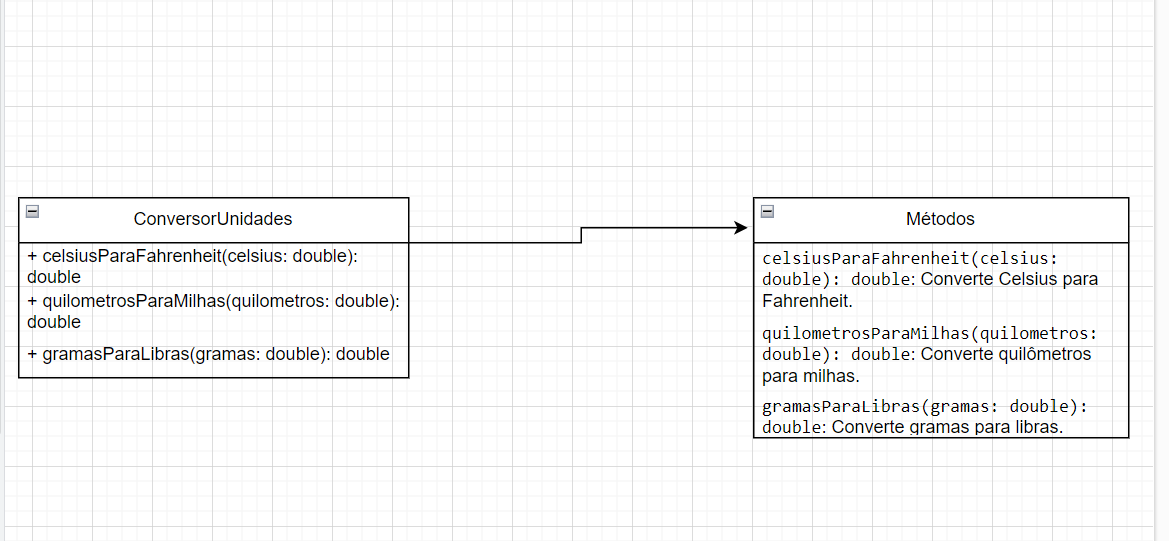 ConversorUnidades
+ celsiusParaFahrenheit(celsius: double):
double
+ quilometrosParaMilhas(quilometros: double):
double
+ gramasParaLibras(gramas: double): double
Métodos
celsiusParaFahrenheit(celsius:
double): double: Converte Celsius para
Fahrenheit.
quilometrosParaMilhas(quilometros:
double): double: Converte quilômetros
para milhas.
gramasParaLibras(gramas: double):
double: Converte gramas para libras.